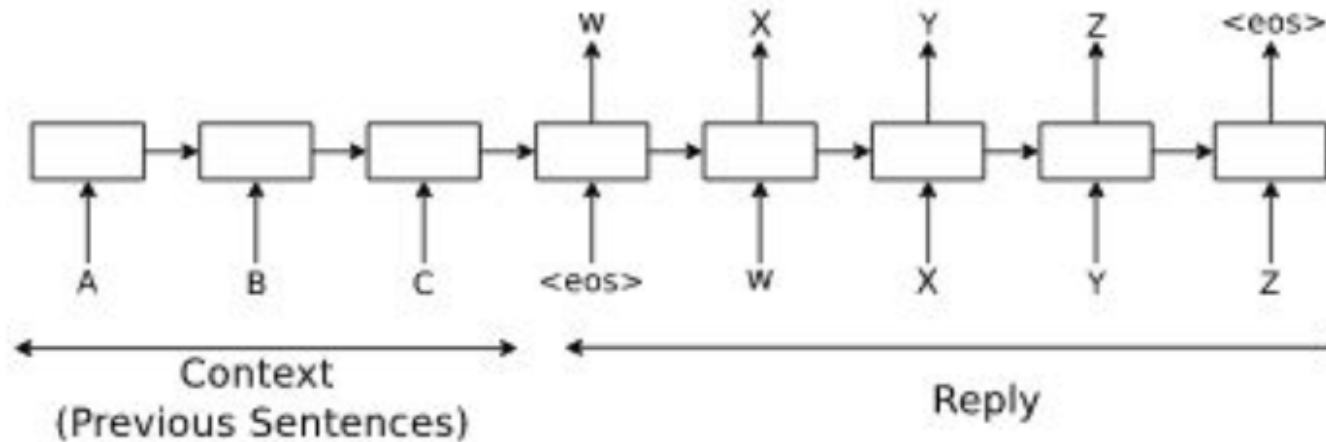 W X Y Z <eos>
A B C <eos> W X Y Z
Context
(Previous Sentences)
Reply